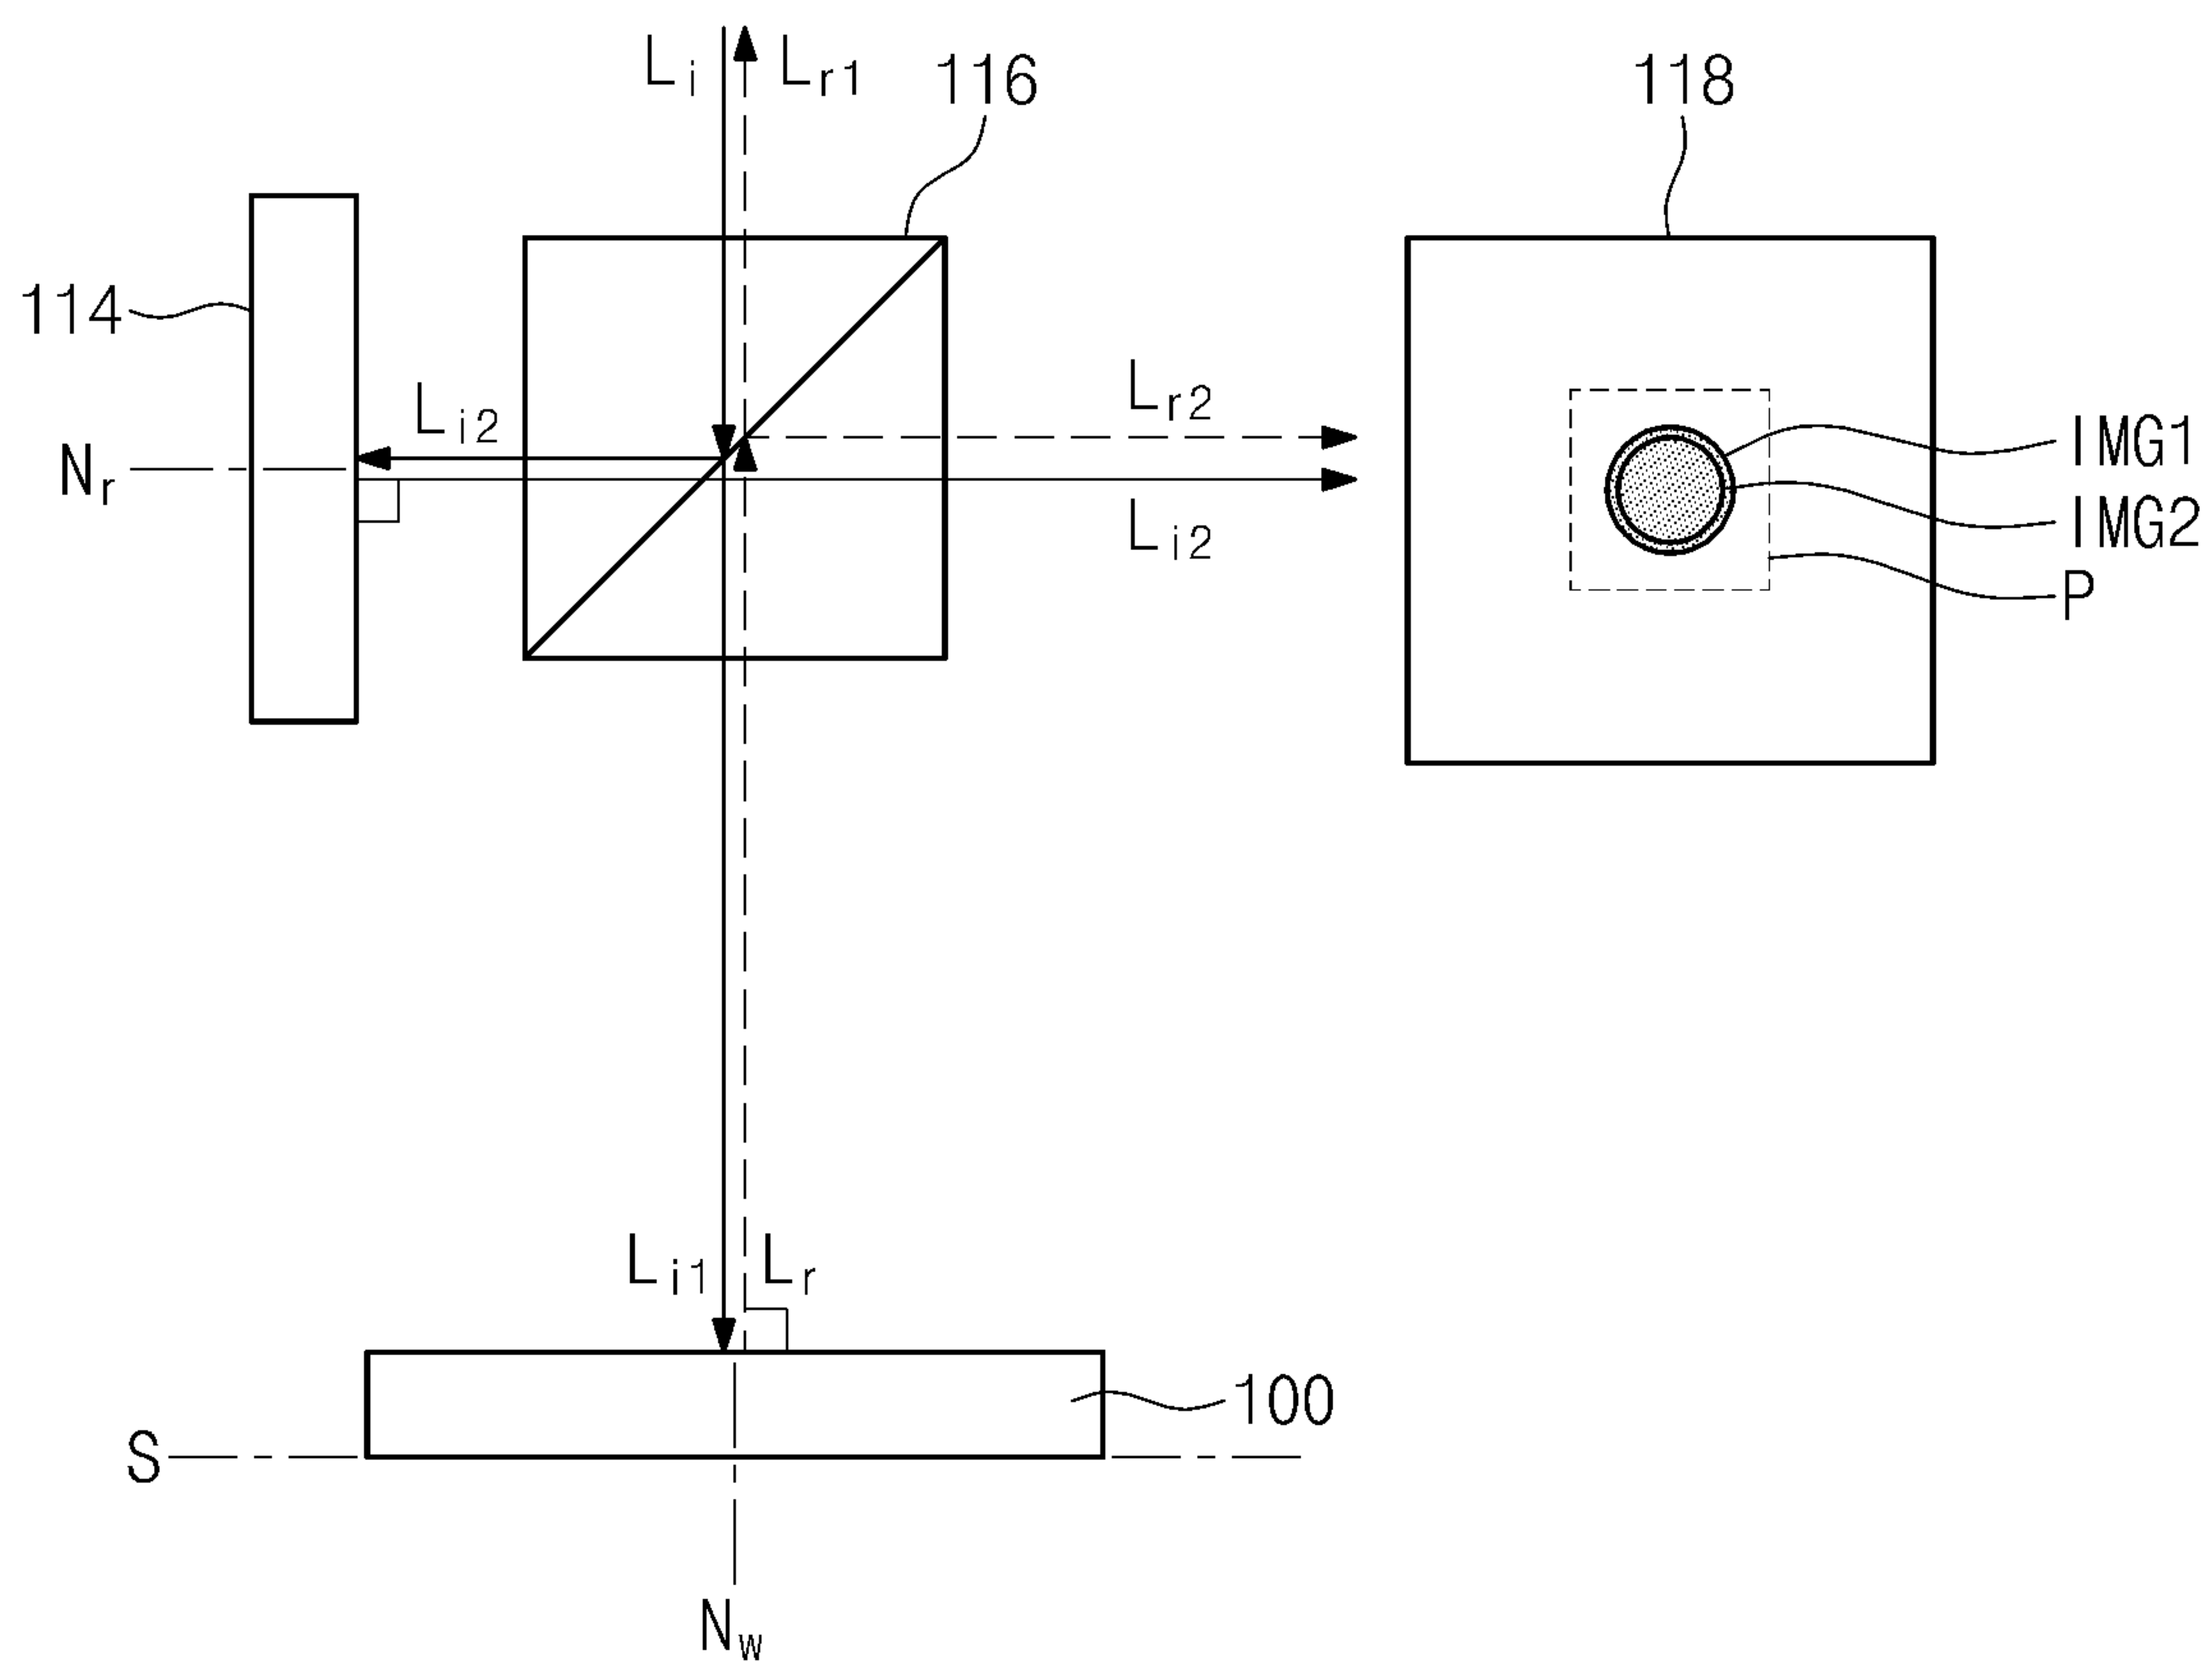 Li Lr1 116 118
114
Li2 Lr2
Nr
IMG1
IMG2
Li2
P
Li1 Lr
100
S
Nw